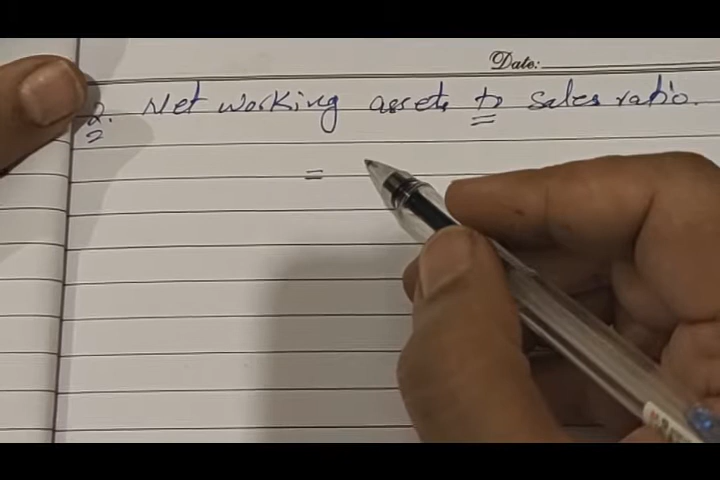 Date:
2. Net working assets to sales ratio.
=